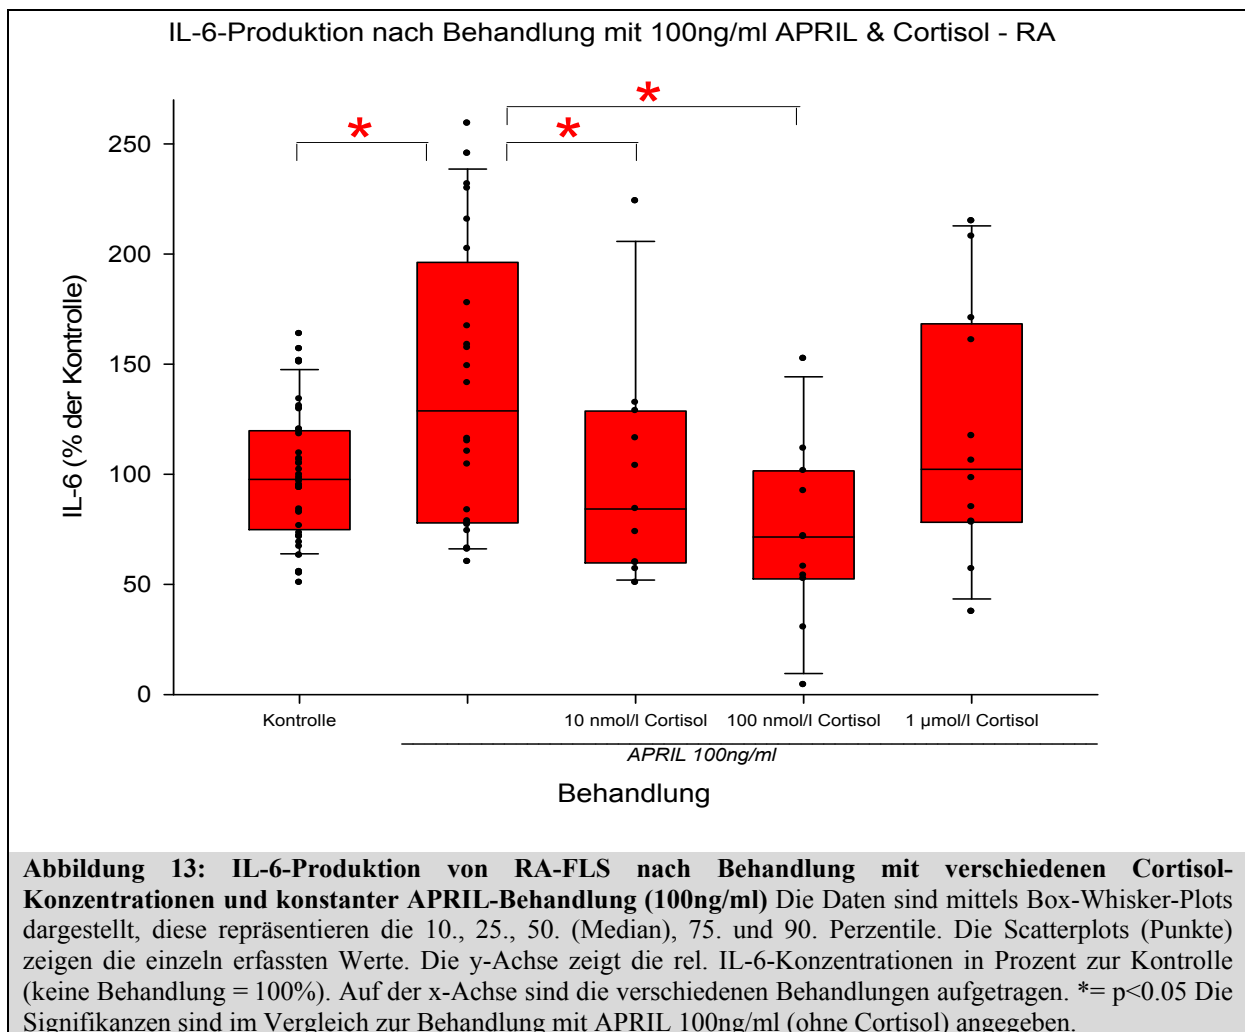 IL-6-Produktion nach Behandlung mit 100ng/ml APRIL & Cortisol - RA
*
*
*
250
200
150
100
50
0
IL-6 (% der Kontrolle)
Kontrolle
10 nmol/l Cortisol
100 nmol/l Cortisol
1 µmol/l Cortisol
APRIL 100ng/ml
Behandlung
Abbildung 13: IL-6-Produktion von RA-FLS nach Behandlung mit verschiedenen Cortisol-
Konzentrationen und konstanter APRIL-Behandlung (100ng/ml) Die Daten sind mittels Box-Whisker-Plots
dargestellt, diese repräsentieren die 10., 25., 50. (Median), 75. und 90. Perzentile. Die Scatterplots (Punkte)
zeigen die einzeln erfassten Werte. Die y-Achse zeigt die rel. IL-6-Konzentrationen in Prozent zur Kontrolle
(keine Behandlung = 100%). Auf der x-Achse sind die verschiedenen Behandlungen aufgetragen. *= p<0.05 Die
Signifikanzen sind im Vergleich zur Behandlung mit APRIL 100ng/ml (ohne Cortisol) angegeben.